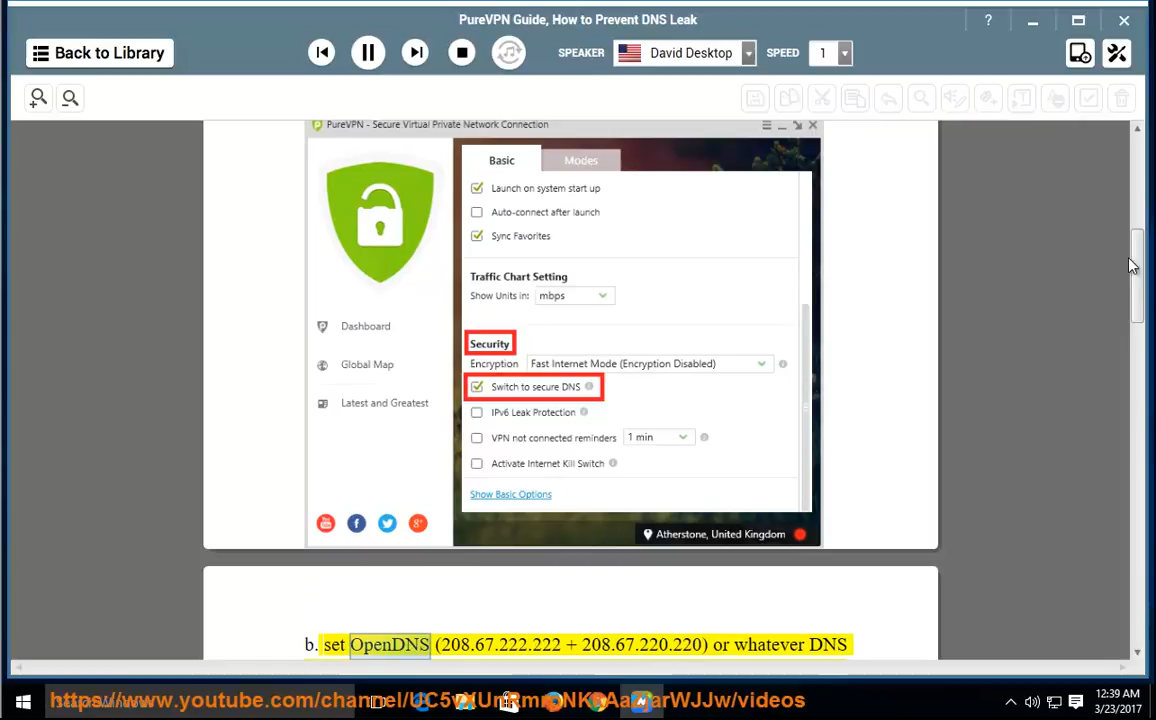 PureVPN Guide, How to Prevent DNS Leak
?
Back to Library
SPEAKER
David Desktop
SPEED
1
PureVPN - Secure Virtual Private Network Connection
Basic
Modes
Launch on system start up
Auto-connect after launch
Sync Favorites
Traffic Chart Setting
Show Units in:
mbps
Security
Encryption
Fast Internet Mode (Encryption Disabled)
Switch to secure DNS
IPv6 Leak Protection
VPN not connected reminders
1 min
Activate Internet Kill Switch
Show Basic Options
Dashboard
Global Map
Latest and Greatest
Atherstone, United Kingdom
b. set OpenDNS (208.67.222.222 + 208.67.220.220) or whatever DNS
12:39 AM
3/23/2017